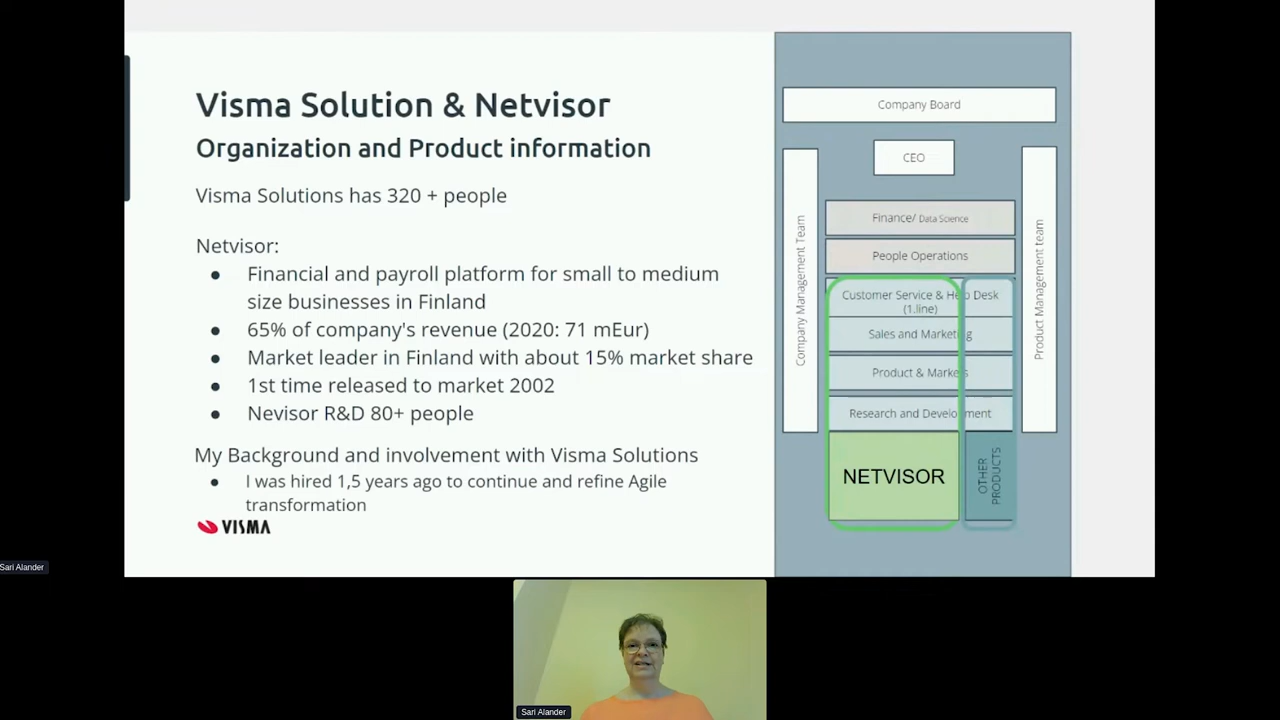 Visma Solution & Netvisor
Organization and Product information
Visma Solutions has 320 + people
Netvisor:
● Financial and payroll platform for small to medium
size businesses in Finland
● 65% of company's revenue (2020: 71 mEur)
● Market leader in Finland with about 15% market share
● 1st time released to market 2002
● Nevisor R&D 80+ people
My Background and involvement with Visma Solutions
● I was hired 1,5 years ago to continue and refine Agile
transformation
VISMA
Company Board
CEO
Company Management Team
Product Management team
Finance/ Data Science
People Operations
Customer Service & Help Desk
(1.line)
Sales and Marketing
Product & Markets
Research and Development
NETVISOR
OTHER
PRODUCTS
Sari Alander
Sari Alander